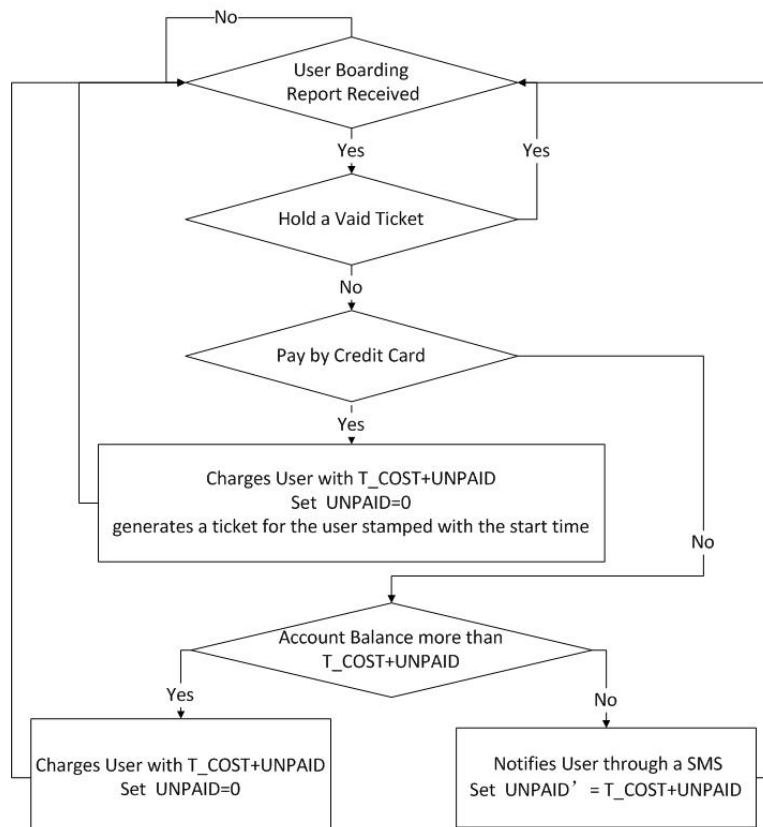 No
User Boarding
Report Received
Yes
Yes
Hold a Vaid Ticket
No
Pay by Credit Card
Yes
Charges User with T_COST+UNPAID
Set UNPAID=0
generates a ticket for the user stamped with the start time
No
Account Balance more than
T_COST+UNPAID
Yes
No
Charges User with T_COST+UNPAID
Set UNPAID=0
Notifies User through a SMS
Set UNPAID’ = T_COST+UNPAID